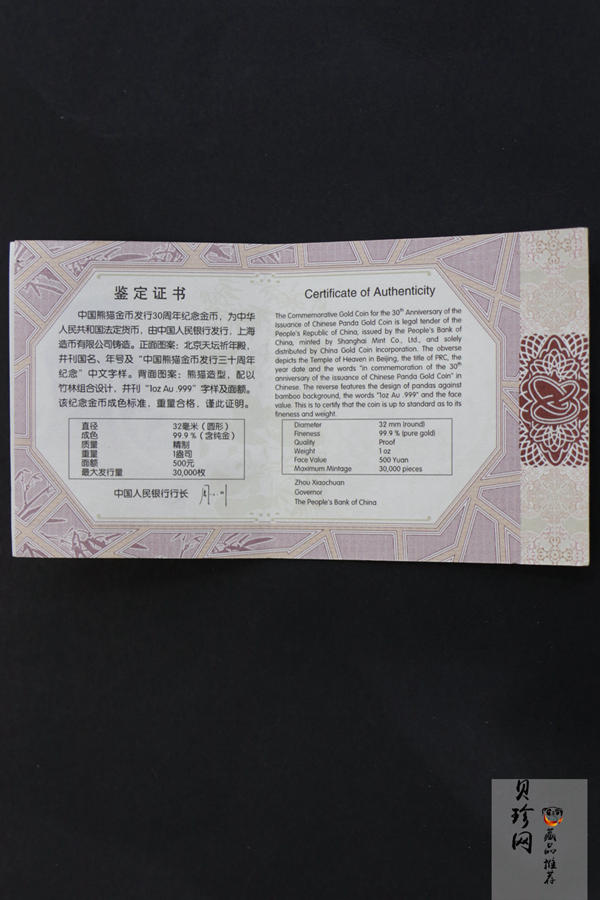 鉴定证书
中国熊猫金币发行30周年纪念金币，为中华
人民共和国法定货币，由中国人民银行发行，上海
造币有限公司铸造。正面图案：北京天坛祈年殿，
并刊国名、年号及“中国熊猫金币发行三十周年
纪念”中文字样。背面图案：熊猫造型，配以
竹林组合设计，并刊“1oz Au .999”字样及面额。
该纪念金币成色标准，重量合格，谨此证明。
直径 32毫米（圆形）
成色 99.9％（含纯金）
质量 精制
重量 1盎司
面额 500元
最大发行量 30,000枚
中国人民银行行长
Certificate of Authenticity
The Commemorative Gold Coin for the 30th Anniversary of the
Issuance of Chinese Panda Gold Coin is legal tender of the
People's Republic of China, issued by the People's Bank of
China, minted by Shanghai Mint Co., Ltd., and solely
distributed by China Gold Coin Incorporation. The obverse
depicts the Temple of Heaven in Beijing, the title of PRC, the
year date and the words "in commemoration of the 30th
anniversary of the issuance of Chinese Panda Gold Coin" in
Chinese. The reverse features the design of pandas against
bamboo background, the words "1oz Au .999" and the face
value. This is to certify that the coin is up to standard as to its
fineness and weight.
Diameter 32 mm (round)
Fineness 99.9 % (pure gold)
Quality Proof
Weight 1 oz
Face Value 500 Yuan
Maximum Mintage 30,000 pieces
Zhou Xiaochuan
Governor
The People's Bank of China
贝珍网
藏品推荐